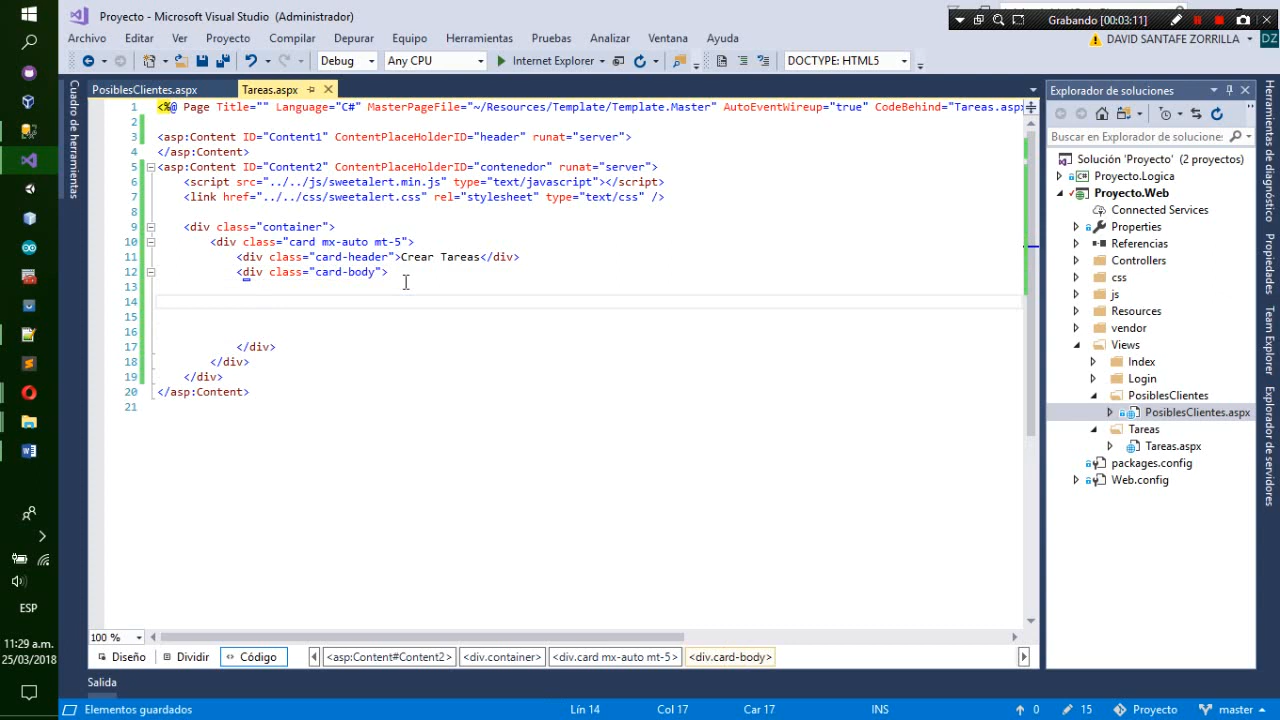 Proyecto - Microsoft Visual Studio (Administrador)
Grabando [00:03:11]
Archivo Editar Ver Proyecto Compilar Depurar Equipo Herramientas Pruebas Analizar Ventana Ayuda
DAVID SANTAFE ZORRILLA DZ
Debug Any CPU Internet Explorer DOCTYPE: HTML5
Cuadro de herramientas
PosiblesClientes.aspx Tareas.aspx
1 <%@ Page Title="" Language="C#" MasterPageFile="~/Resources/Template/Template.Master" AutoEventWireup="true" CodeBehind="Tareas.aspx
2
3 <asp:Content ID="Content1" ContentPlaceHolderID="header" runat="server">
4 </asp:Content>
5 <asp:Content ID="Content2" ContentPlaceHolderID="contenedor" runat="server">
6 <script src="../../js/sweetalert.min.js" type="text/javascript"></script>
7 <link href="../../css/sweetalert.css" rel="stylesheet" type="text/css" />
8
9 <div class="container">
10 <div class="card mx-auto mt-5">
11 <div class="card-header">Crear Tareas</div>
12 <div class="card-body">
13
14
15
16
17 </div>
18 </div>
19 </div>
20 </asp:Content>
21
100 %
Diseño Dividir Código <asp:Content#Content2> <div.container> <div.card mx-auto mt-5> <div.card-body>
Salida
Elementos guardados Lín 14 Col 17 Car 17 INS 0 15 Proyecto master
Explorador de soluciones
Buscar en Explorador de solucione
Solución 'Proyecto' (2 proyectos)
Proyecto.Logica
Proyecto.Web
Connected Services
Properties
Referencias
Controllers
css
js
Resources
vendor
Views
Index
Login
PosiblesClientes
PosiblesClientes.aspx
Tareas
Tareas.aspx
packages.config
Web.config
Herramientas de diagnóstico
Propiedades
Team Explorer
Explorador de servidores
ESP
11:29 a.m.
25/03/2018